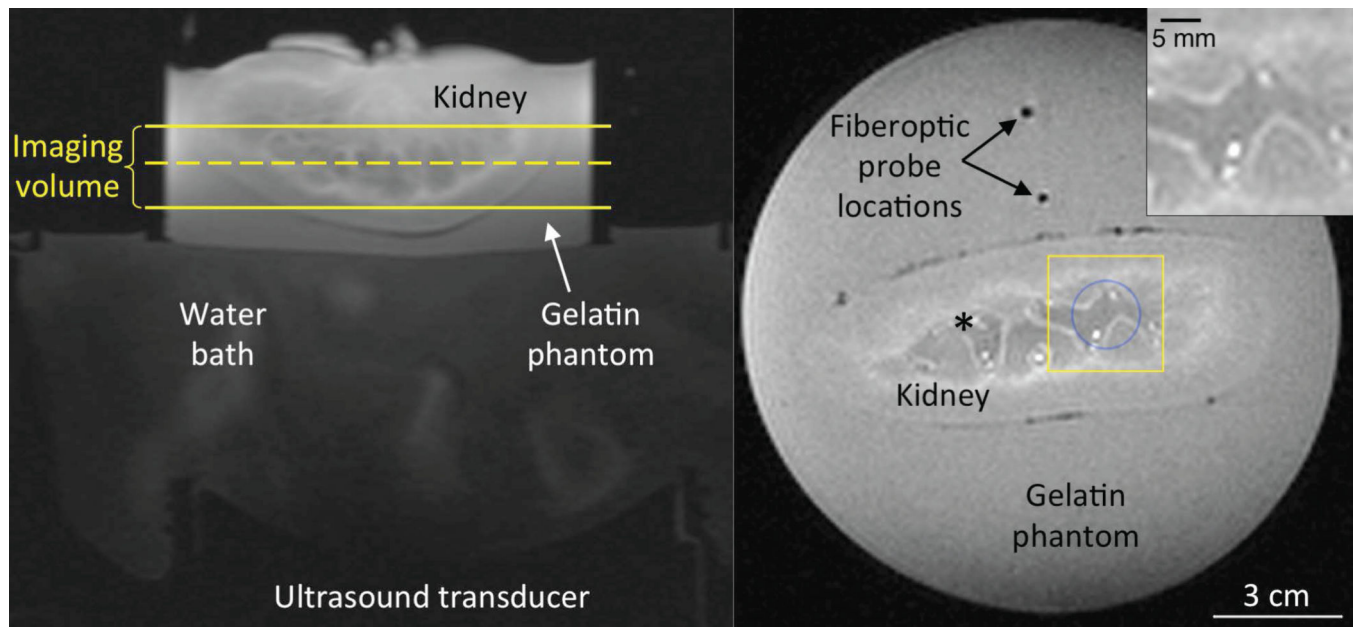 Kidney
Imaging
volume
Water
bath
Gelatin
phantom
Ultrasound transducer
5 mm
Fiberoptic
probe
locations
*
Kidney
Gelatin
phantom
3 cm